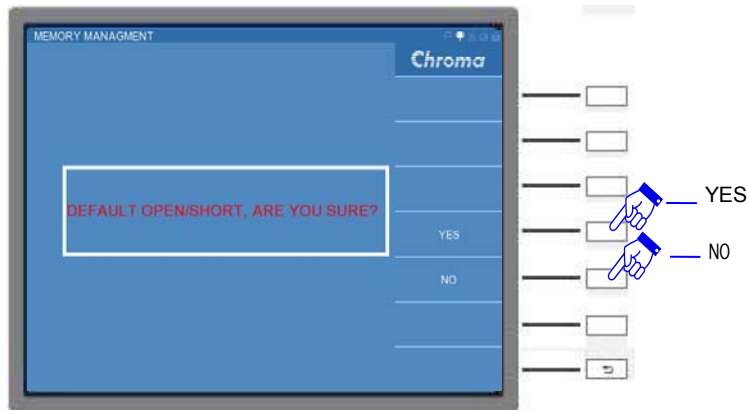 MEMORY MANAGMENT
Chroma
DEFAULT OPEN/SHORT, ARE YOU SURE?
YES
NO
YES
NO